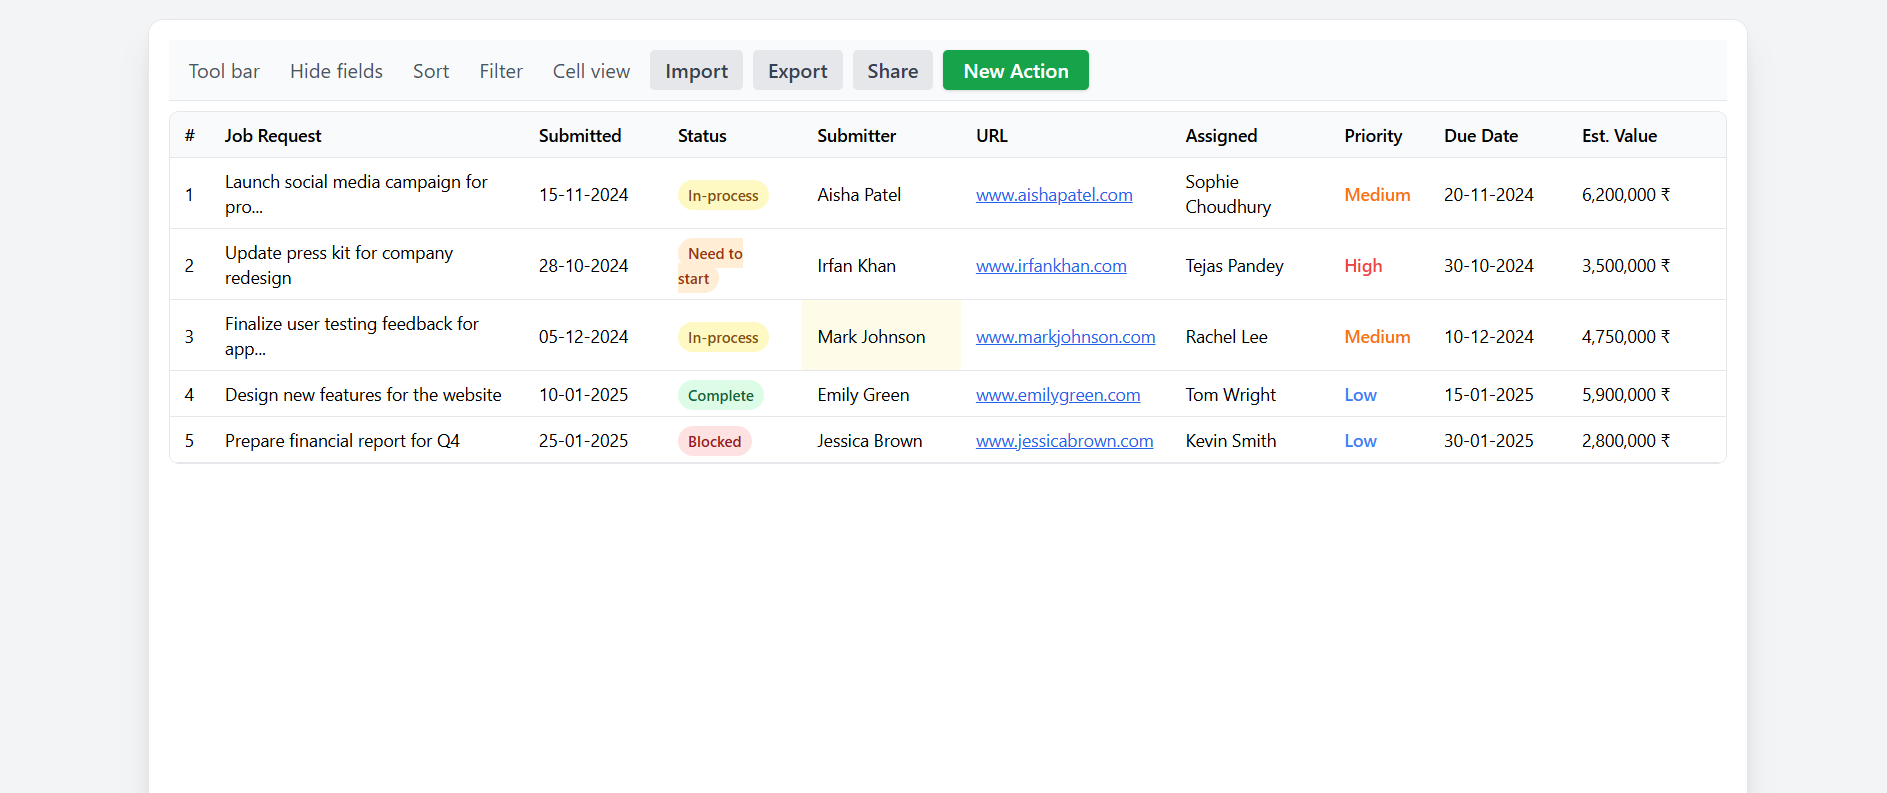 Tool bar Hide fields Sort Filter Cell view Import Export Share New Action
# Job Request Submitted Status Submitter URL Assigned Priority Due Date Est. Value
1 Launch social media campaign for pro... 15-11-2024 In-process Aisha Patel www.aishapatel.com Sophie Choudhury Medium 20-11-2024 6,200,000 ₹
2 Update press kit for company redesign 28-10-2024 Need to start Irfan Khan www.irfankhan.com Tejas Pandey High 30-10-2024 3,500,000 ₹
3 Finalize user testing feedback for app... 05-12-2024 In-process Mark Johnson www.markjohnson.com Rachel Lee Medium 10-12-2024 4,750,000 ₹
4 Design new features for the website 10-01-2025 Complete Emily Green www.emilygreen.com Tom Wright Low 15-01-2025 5,900,000 ₹
5 Prepare financial report for Q4 25-01-2025 Blocked Jessica Brown www.jessicabrown.com Kevin Smith Low 30-01-2025 2,800,000 ₹